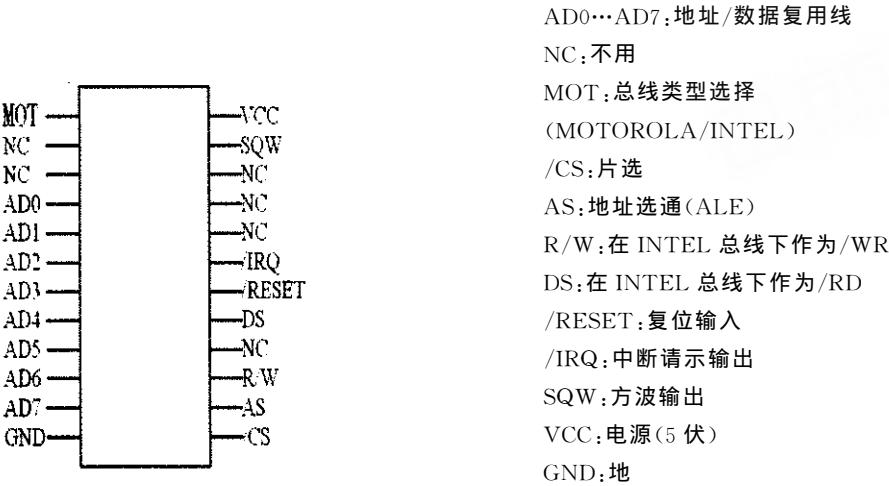 MOT
NC
NC
AD0
AD1
AD2
AD3
AD4
AD5
AD6
AD7
GND
VCC
SQW
NC
NC
NC
/IRQ
/RESET
DS
NC
R/W
AS
/CS
AD0…AD7:地址/数据复用线
NC:不用
MOT:总线类型选择
(MOTOROLA/INTEL)
/CS:片选
AS:地址选通(ALE)
R/W:在 INTEL 总线下作为/WR
DS:在 INTEL 总线下作为/RD
/RESET:复位输入
/IRQ:中断请示输出
SQW:方波输出
VCC:电源(5 伏)
GND:地